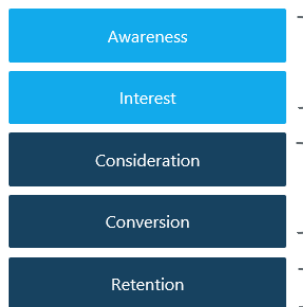 Awareness
Interest
Consideration
Conversion
Retention